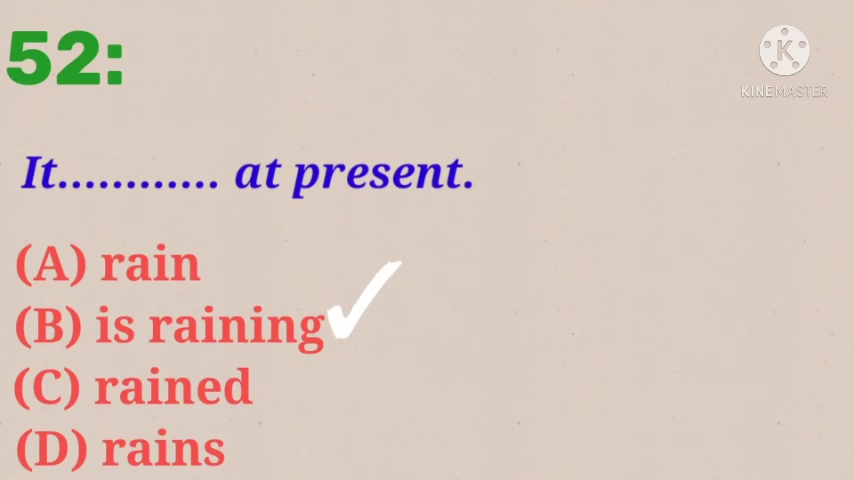 52:
KINEMASTER
It............ at present.
(A) rain
(B) is raining
(C) rained
(D) rains